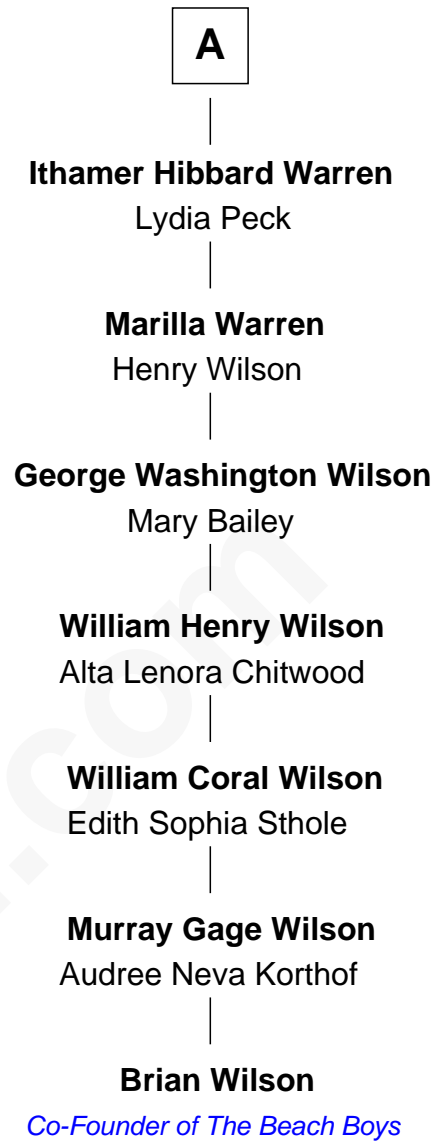 A
Ithamer Hibbard Warren
Lydia Peck
Marilla Warren
Henry Wilson
George Washington Wilson
Mary Bailey
William Henry Wilson
Alta Lenora Chitwood
William Coral Wilson
Edith Sophia Sthole
Murray Gage Wilson
Audree Neva Korthof
Brian Wilson
Co-Founder of The Beach Boys